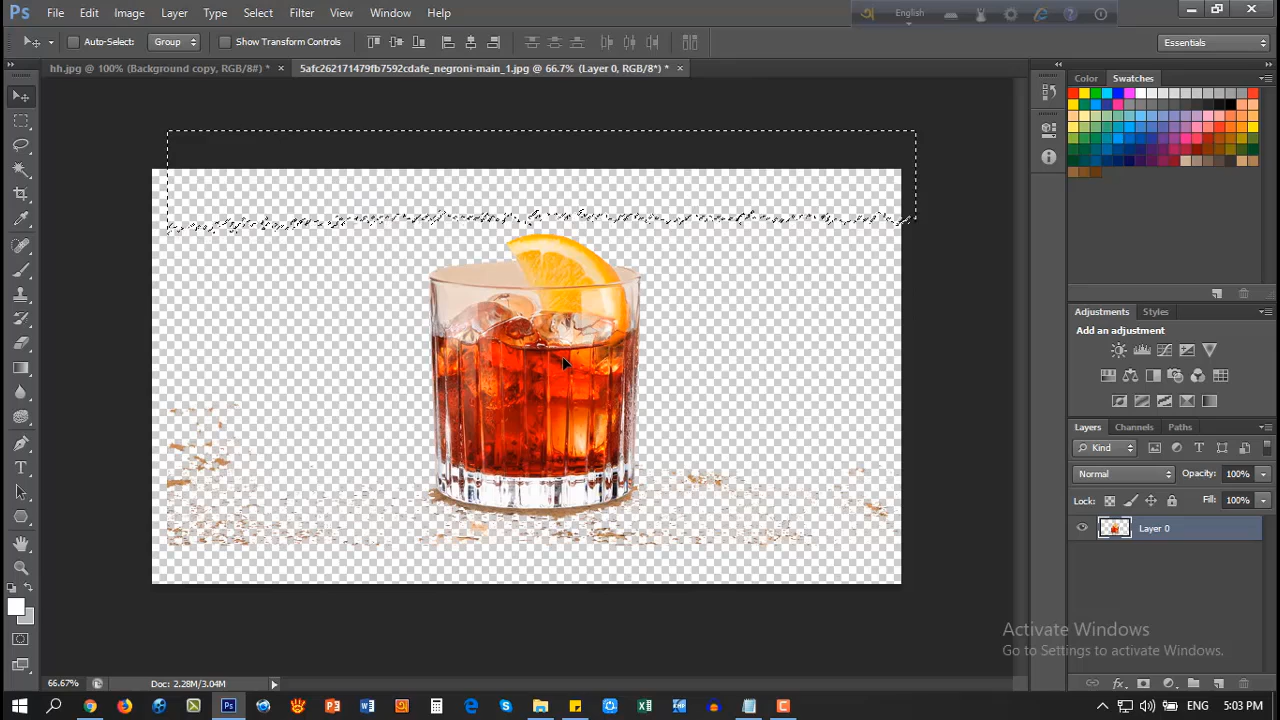 Ps File Edit Image Layer Type Select Filter View Window Help
English
Auto-Select: Group Show Transform Controls Essentials
hh.jpg @ 100% (Background copy, RGB/8#) * × 5afc262171479fb7592cdafe_negroni-main_1.jpg @ 66.7% (Layer 0, RGB/8*) * ×
Color Swatches
Adjustments Styles
Add an adjustment
Layers Channels Paths
Kind
Normal Opacity: 100%
Lock: Fill: 100%
Layer 0
Activate Windows
Go to Settings to activate Windows.
66.67% Doc: 2.28M/3.04M
ENG 5:03 PM